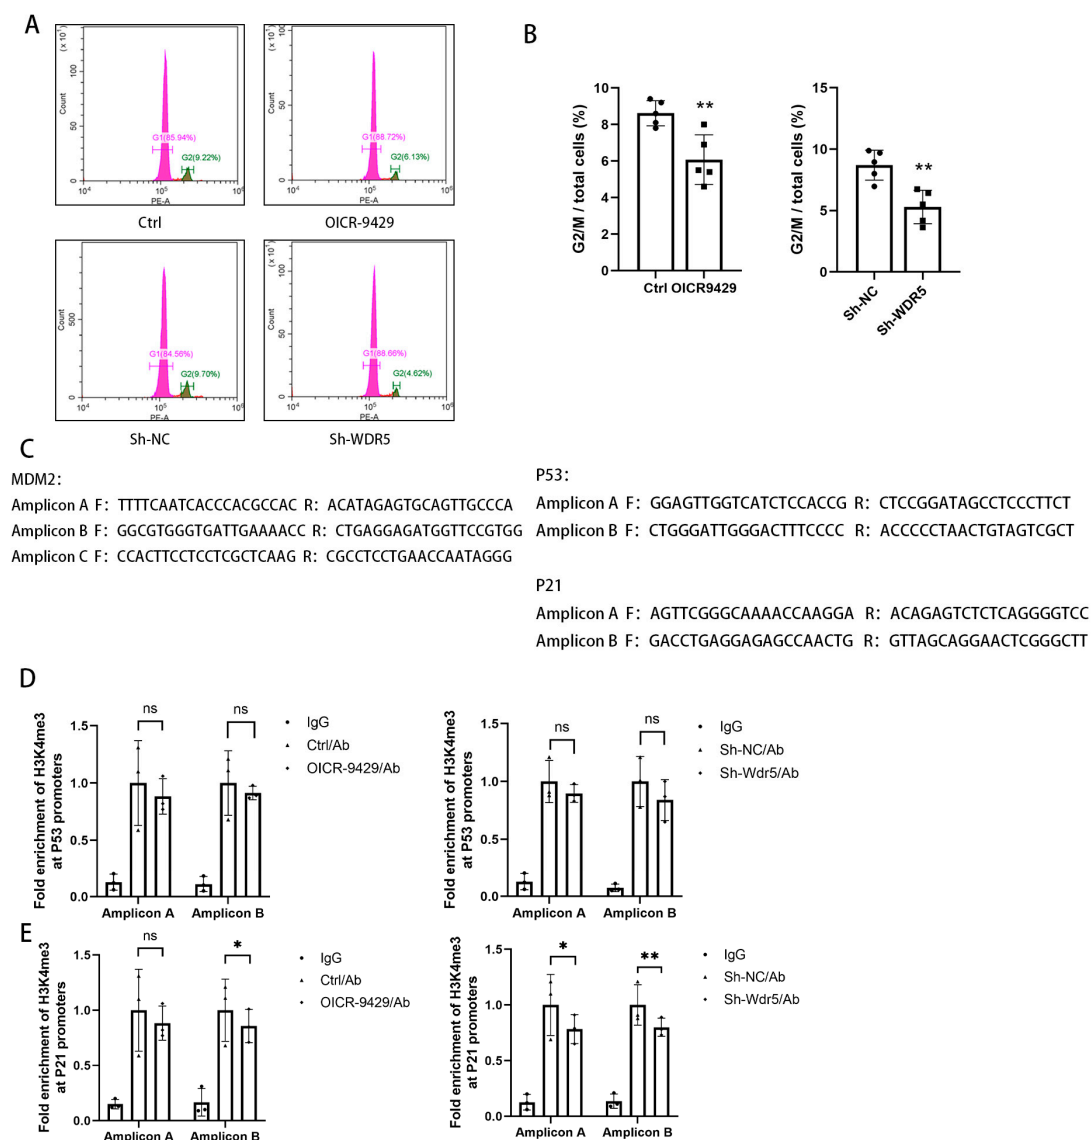 A
(x 10¹)
Count
100
50
0
G1(85.94%)
G2(9.22%)
10⁴
10⁵
10⁶
PE-A
Ctrl
(x 10¹)
Count
100
50
0
G1(88.72%)
G2(6.13%)
10⁴
10⁵
10⁶
PE-A
OICR-9429
Count
500
0
G1(84.56%)
G2(9.70%)
10⁴
10⁵
10⁶
PE-A
Sh-NC
(x 10¹)
Count
100
50
0
G1(88.66%)
G2(4.62%)
10⁴
10⁵
10⁶
PE-A
Sh-WDR5
B
G2/M / total cells (%)
10
8
6
4
2
0
**
Ctrl OICR9429
G2/M / total cells (%)
15
10
5
0
**
Sh-NC
Sh-WDR5
C
MDM2:
Amplicon A F: TTTTCAATCACCCACGCCAC R: ACATAGAGTGCAGTTGCCCA
Amplicon B F: GGCGTGGGTGATTGAAAACC R: CTGAGGAGATGGTTCCGTGG
Amplicon C F: CCACTTCCTCCTCGCTCAAG R: CGCCTCCTGAACCAATAGGG
P53:
Amplicon A F: GGAGTTGGTCATCTCCACCG R: CTCCGGATAGCCTCCCTTCT
Amplicon B F: CTGGGATTGGGACTTTCCCC R: ACCCCCTAACTGTAGTCGCT
P21
Amplicon A F: AGTTCGGGCAAAACCAAGGA R: ACAGAGTCTCTCAGGGGTCC
Amplicon B F: GACCTGAGGAGAGCCAACTG R: GTTAGCAGGAACTCGGGCTT
D
Fold enrichment of H3K4me3
at P53 promoters
1.5
1.0
0.5
0.0
ns
ns
Amplicon A
Amplicon B
IgG
Ctrl/Ab
OICR-9429/Ab
Fold enrichment of H3K4me3
at P53 promoters
1.5
1.0
0.5
0.0
ns
ns
Amplicon A
Amplicon B
IgG
Sh-NC/Ab
Sh-Wdr5/Ab
E
Fold enrichment of H3K4me3
at P21 promoters
1.5
1.0
0.5
0.0
ns
*
Amplicon A
Amplicon B
IgG
Ctrl/Ab
OICR-9429/Ab
Fold enrichment of H3K4me3
at P21 promoters
1.5
1.0
0.5
0.0
*
**
Amplicon A
Amplicon B
IgG
Sh-NC/Ab
Sh-Wdr5/Ab